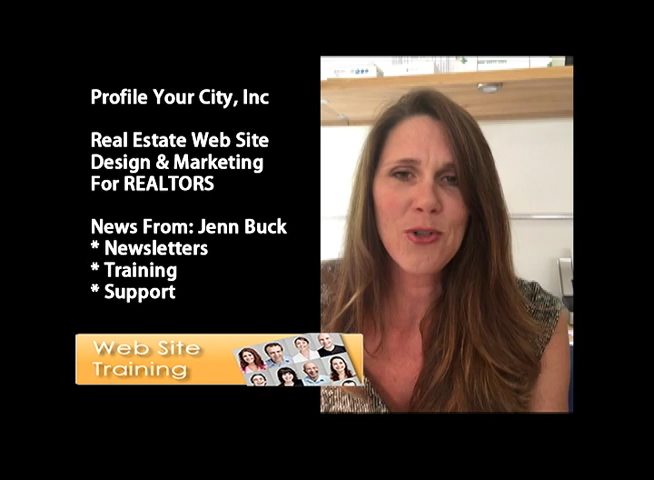 Profile Your City, Inc
Real Estate Web Site
Design & Marketing
For REALTORS
News From: Jenn Buck
* Newsletters
* Training
* Support
Web Site
Training